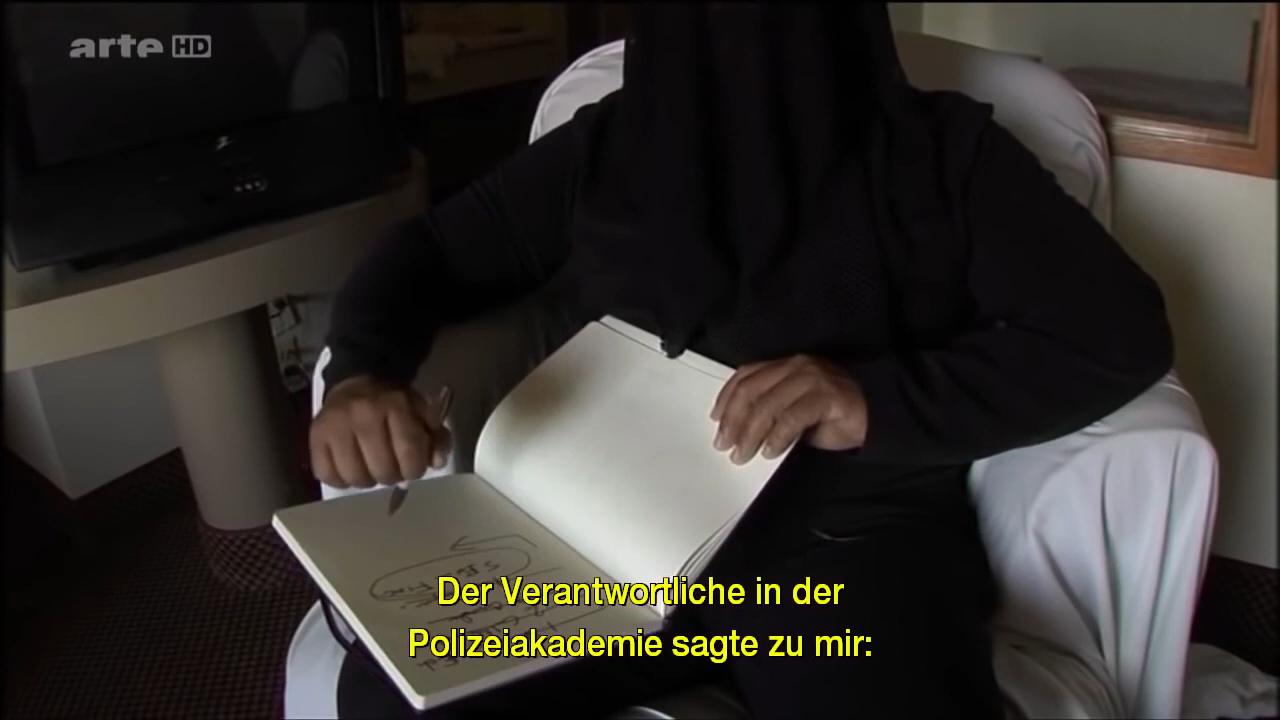 arte HD
Der Verantwortliche in der
Polizeiakademie sagte zu mir: